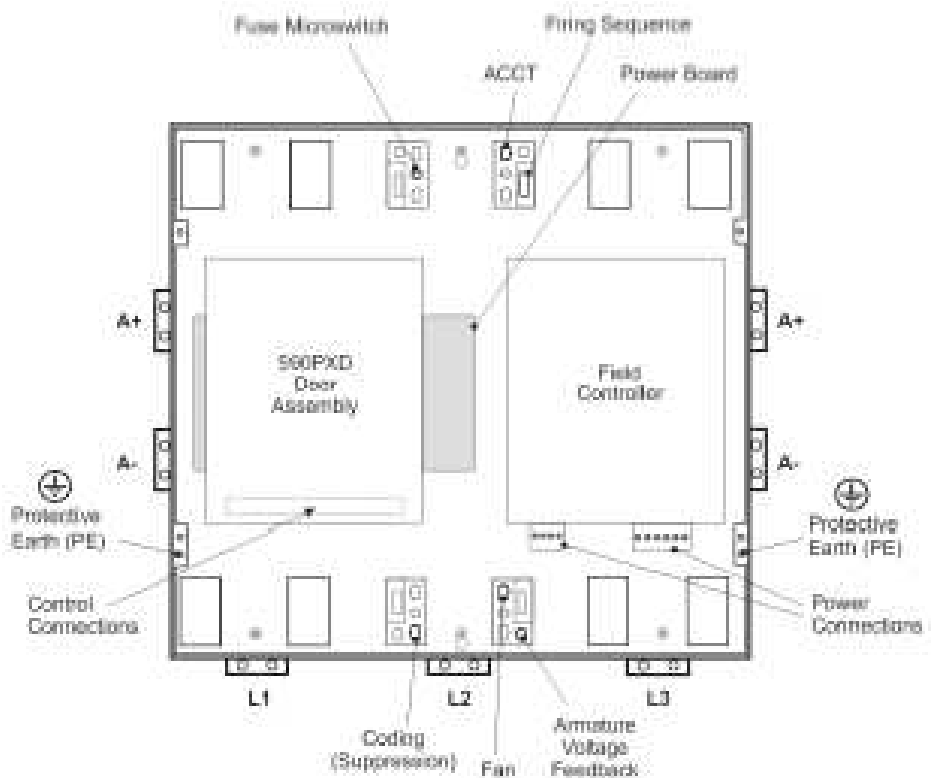 Fuse Microswitch
Firing Sequence
ACCT
Power Board
A+
A+
590PXD
Door
Assembly
Field
Controller
A-
A-
Protective
Earth (PE)
Protective
Earth (PE)
Control
Connections
Power
Connections
L1
L2
L3
Coding
(Suppression)
Fan
Armature
Voltage
Feedback